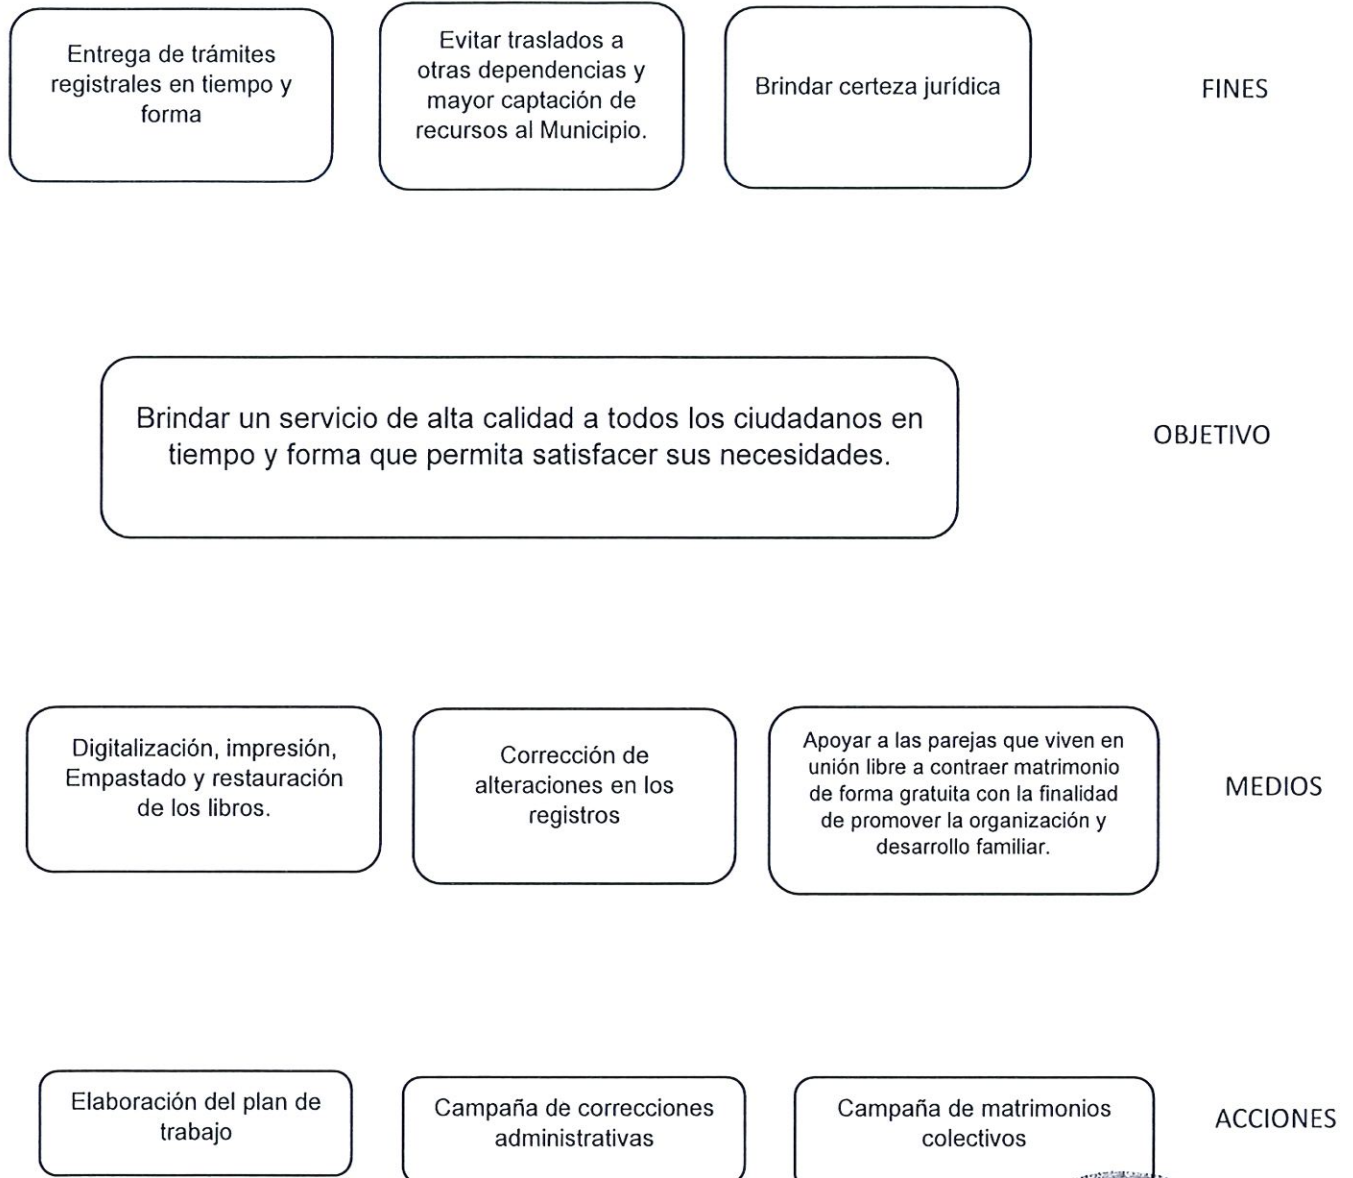 Entrega de trámites
registrales en tiempo y
forma
Evitar traslados a
otras dependencias y
mayor captación de
recursos al Municipio.
Brindar certeza jurídica
FINES
Brindar un servicio de alta calidad a todos los ciudadanos en
tiempo y forma que permita satisfacer sus necesidades.
OBJETIVO
Digitalización, impresión,
Empastado y restauración
de los libros.
Corrección de
alteraciones en los
registros
Apoyar a las parejas que viven en
unión libre a contraer matrimonio
de forma gratuita con la finalidad
de promover la organización y
desarrollo familiar.
MEDIOS
Elaboración del plan de
trabajo
Campaña de correcciones
administrativas
Campaña de matrimonios
colectivos
ACCIONES